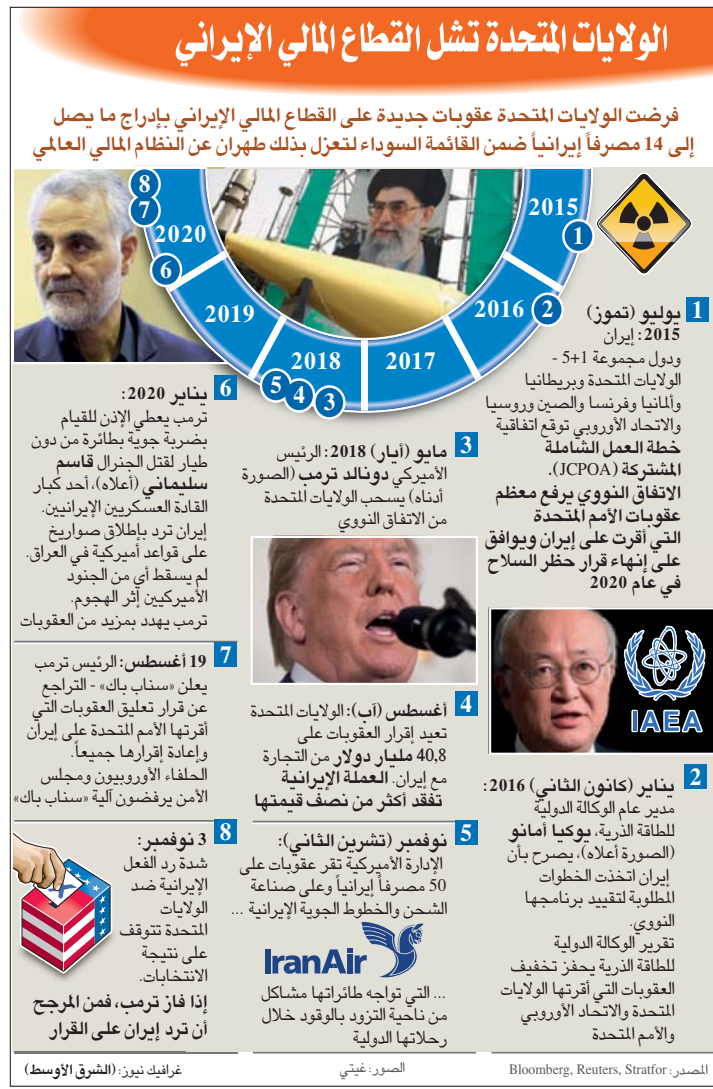 الولايات المتحدة تشل القطاع المالي الإيراني
فرضت الولايات المتحدة عقوبات جديدة على القطاع المالي الإيراني بإدراج ما يصل
إلى 14 مصرفاً إيرانياً ضمن القائمة السوداء لتعزل بذلك طهران عن النظام المالي العالمي
2015
1
2016
2
2017
2018
3
4
5
2019
2020
6
7
8
1 يوليو (تموز)
2015: إيران
ودول مجموعة 1+5 -
الولايات المتحدة وبريطانيا
وألمانيا وفرنسا والصين وروسيا
والاتحاد الأوروبي توقع اتفاقية
خطة العمل الشاملة
المشتركة (JCPOA).
الاتفاق النووي يرفع معظم
عقوبات الأمم المتحدة
التي أقرت على إيران ويوافق
على إنهاء قرار حظر السلاح
في عام 2020
IAEA
2 يناير (كانون الثاني) 2016:
مدير عام الوكالة الدولية
للطاقة الذرية، يوكيا أمانو
(الصورة أعلاه)، يصرح بأن
إيران اتخذت الخطوات
المطلوبة لتقييد برنامجها
النووي.
تقرير الوكالة الدولية
للطاقة الذرية يحفز تخفيف
العقوبات التي أقرتها الولايات
المتحدة والاتحاد الأوروبي
والأمم المتحدة
3 مايو (أيار) 2018: الرئيس
الأميركي دونالد ترمب (الصورة
أدناه) يسحب الولايات المتحدة
من الاتفاق النووي
4 أغسطس (آب): الولايات المتحدة
تعيد إقرار العقوبات على
40,8 مليار دولار من التجارة
مع إيران. العملة الإيرانية
تفقد أكثر من نصف قيمتها
5 نوفمبر (تشرين الثاني):
الإدارة الأميركية تقر عقوبات على
50 مصرفاً إيرانياً وعلى صناعة
الشحن والخطوط الجوية الإيرانية ...
IranAir
... التي تواجه طائراتها مشاكل
من ناحية التزود بالوقود خلال
رحلاتها الدولية
6 يناير 2020:
ترمب يعطي الإذن للقيام
بضربة جوية بطائرة من دون
طيار لقتل الجنرال قاسم
سليماني (أعلاه)، أحد كبار
القادة العسكريين الإيرانيين.
إيران ترد بإطلاق صواريخ
على قواعد أميركية في العراق.
لم يسقط أي من الجنود
الأميركيين إثر الهجوم.
ترمب يهدد بمزيد من العقوبات
7 19 أغسطس: الرئيس ترمب
يعلن «سناب باك» - التراجع
عن قرار تعليق العقوبات التي
أقرتها الأمم المتحدة على إيران
وإعادة إقرارها جميعاً.
الحلفاء الأوروبيون ومجلس
الأمن يرفضون آلية «سناب باك»
8 3 نوفمبر:
شدة رد الفعل
الإيرانية ضد
الولايات
المتحدة تتوقف
على نتيجة
الانتخابات.
إذا فاز ترمب، فمن المرجح
أن ترد إيران على القرار
المصدر: Bloomberg, Reuters, Stratfor
الصور: غيتي
غرافيك نيوز: (الشرق الأوسط)